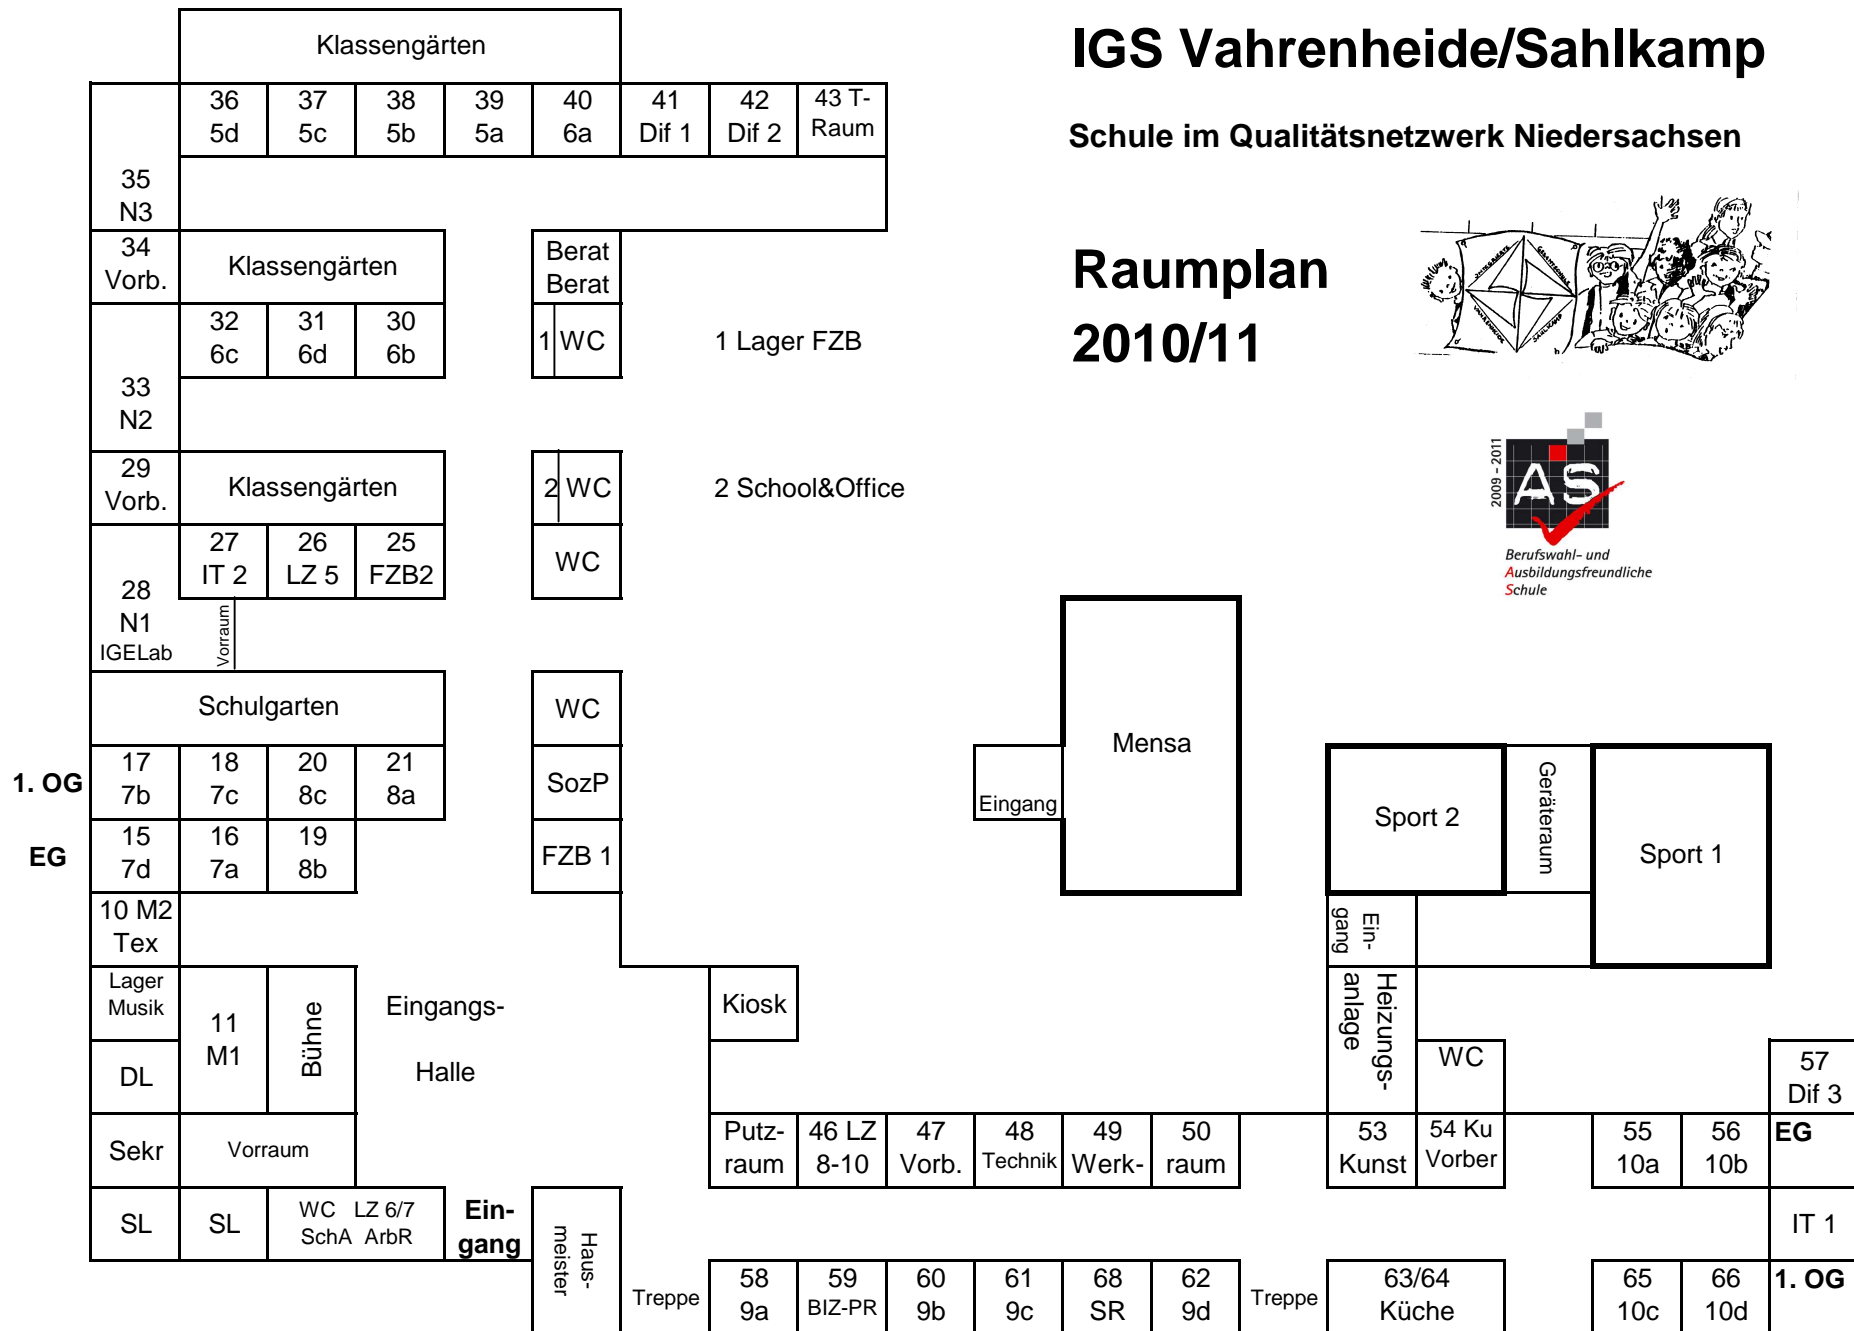 Klassengärten
IGS Vahrenheide/Sahlkamp
36 37 38 39 40 41 42 43 T-
5d 5c 5b 5a 6a Dif 1 Dif 2 Raum
Schule im Qualitätsnetzwerk Niedersachsen
35
N3
34
Vorb.
Klassengärten
Berat
Berat
Raumplan
2010/11
32 31 30
6c 6d 6b
1 WC
1 Lager FZB
33
N2
29
Vorb.
Klassengärten
2 WC
2 School&Office
2009 – 2011
AS
Berufswahl- und
Ausbildungsfreundliche
Schule
27 26 25
IT 2 LZ 5 FZB2
WC
28
N1
IGELab
Vorraum
Schulgarten
WC
Mensa
1. OG
17 18 20 21
7b 7c 8c 8a
SozP
Eingang
Sport 2
Geräteraum
Sport 1
EG
15 16 19
7d 7a 8b
FZB 1
10 M2
Tex
Ein-
gang
Lager
Musik
11
M1
Bühne
Eingangs-
Halle
Kiosk
Heizungs-
anlage
DL
WC
57
Dif 3
Sekr
Vorraum
Putz- 46 LZ 47 48 49 50 53 54 Ku 55 56 EG
raum 8-10 Vorb. Technik Werk- raum Kunst Vorber 10a 10b
SL
SL
WC LZ 6/7
SchA ArbR
Ein-
gang
Haus-
meister
IT 1
Treppe
58 59 60 61 68 62
9a BIZ-PR 9b 9c SR 9d
Treppe
63/64
Küche
65 66
10c 10d
1. OG